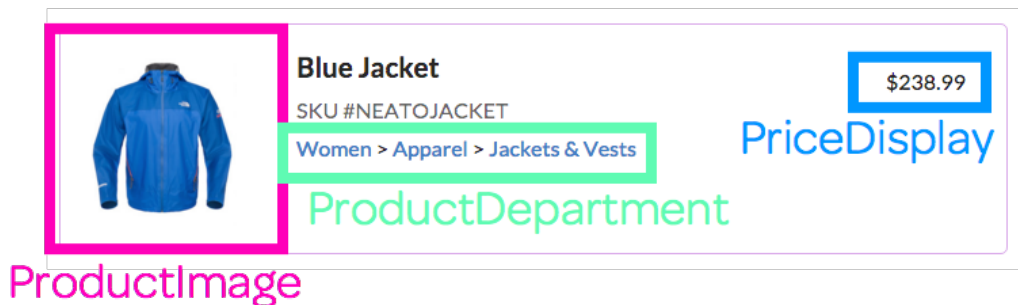 Blue Jacket
$238.99
SKU #NEATOJACKET
Women > Apparel > Jackets & Vests
PriceDisplay
ProductDepartment
ProductImage